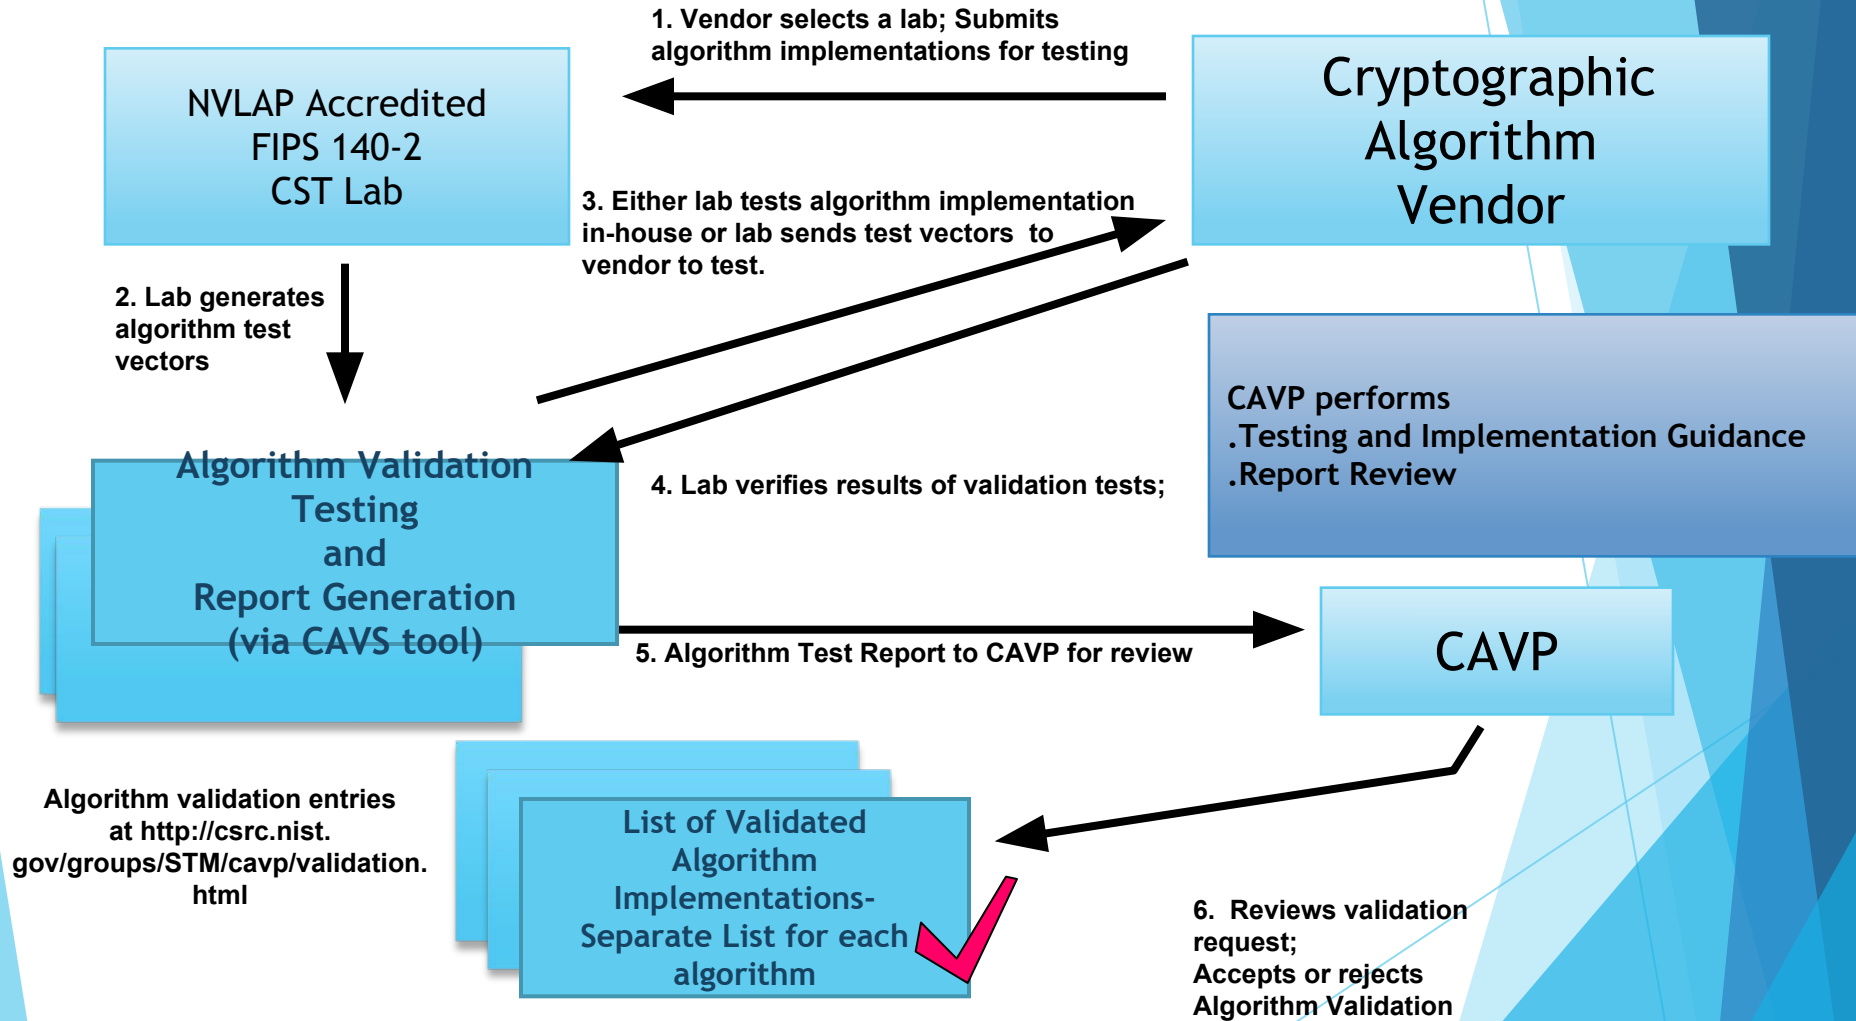 1. Vendor selects a lab; Submits
algorithm implementations for testing
NVLAP Accredited
FIPS 140-2
CST Lab
Cryptographic
Algorithm
Vendor
3. Either lab tests algorithm implementation
in-house or lab sends test vectors  to
vendor to test.
2. Lab generates
algorithm test
vectors
CAVP performs
.Testing and Implementation Guidance
.Report Review
Algorithm Validation
Testing
and
Report Generation
(via CAVS tool)
4. Lab verifies results of validation tests;
5. Algorithm Test Report to CAVP for review
CAVP
Algorithm validation entries
at http://csrc.nist.
gov/groups/STM/cavp/validation.
html
List of Validated
Algorithm
Implementations-
Separate List for each
algorithm
6.  Reviews validation
request;
Accepts or rejects
Algorithm Validation